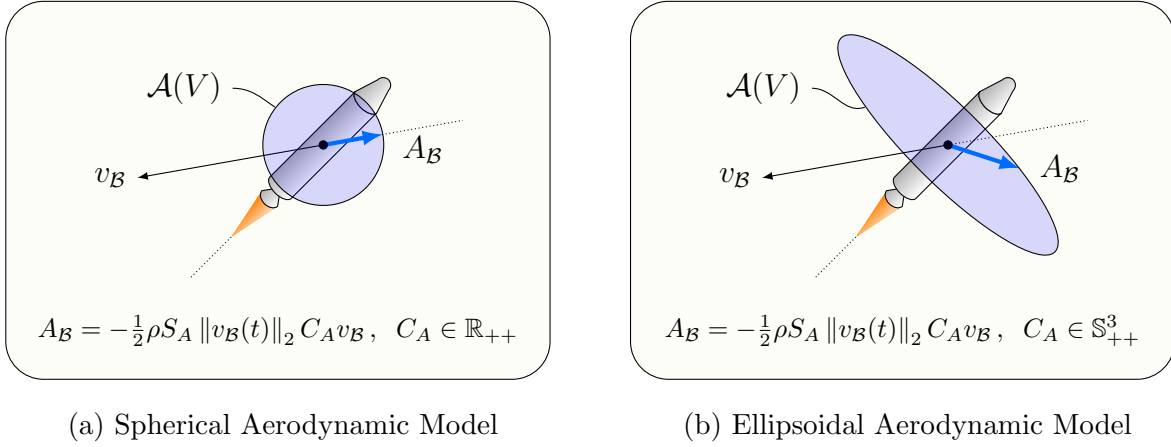 𝒜(V)
A_ℬ
v_ℬ
A_ℬ = −½ρS_A ‖v_ℬ(t)‖₂ C_A v_ℬ, C_A ∈ ℝ₊₊
(a) Spherical Aerodynamic Model
𝒜(V)
A_ℬ
v_ℬ
A_ℬ = −½ρS_A ‖v_ℬ(t)‖₂ C_A v_ℬ, C_A ∈ 𝕊³₊₊
(b) Ellipsoidal Aerodynamic Model